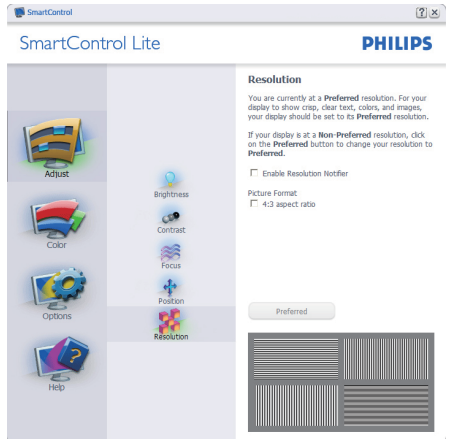 SmartControl
SmartControl Lite
PHILIPS
Adjust
Color
Options
Help
Brightness
Contrast
Focus
Position
Resolution
Resolution
You are currently at a Preferred resolution. For your
display to show crisp, clear text, colors, and images,
your display should be set to its Preferred resolution.
If your display is at a Non-Preferred resolution, click
on the Preferred button to change your resolution to
Preferred.
Enable Resolution Notifier
Picture Format
4:3 aspect ratio
Preferred